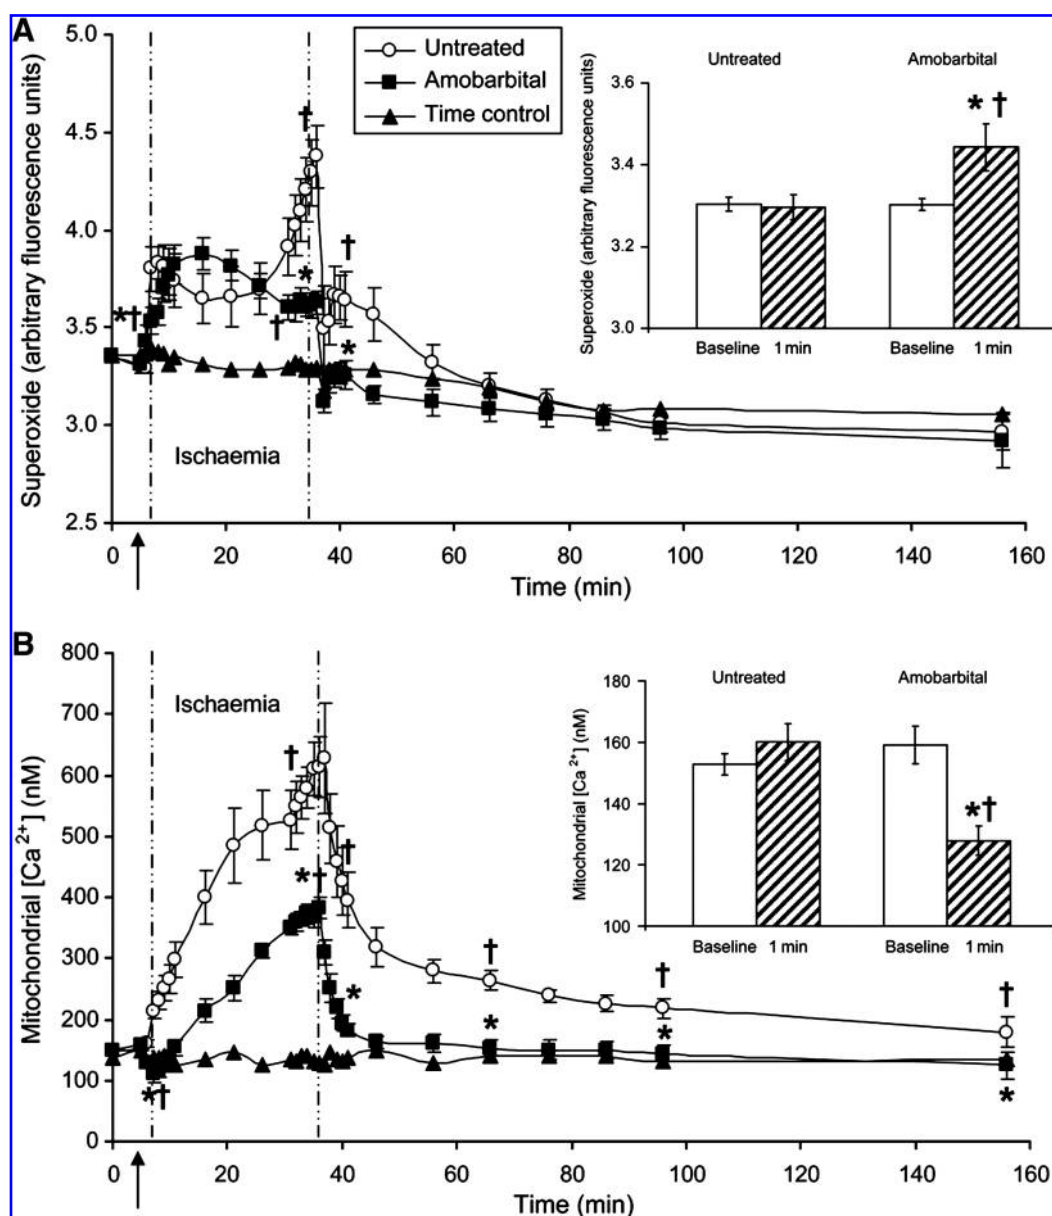 A
Superoxide (arbitrary fluorescence units)
5.0
4.5
4.0
3.5
3.0
2.5
Untreated
Amobarbital
Time control
†
†
*
*†
†
*
Ischaemia
0 20 40 60 80 100 120 140 160
Time (min)
Superoxide (arbitrary fluorescence units)
Untreated Amobarbital
3.6
3.4
3.2
3.0
* †
Baseline 1 min Baseline 1 min
B
Mitochondrial [Ca 2+] (nM)
800
700
600
500
400
300
200
100
0
Ischaemia
†
†
*†
† † †
*
* * *
*†
0 20 40 60 80 100 120 140 160
Time (min)
Mitochondrial [Ca 2+] (nM)
Untreated Amobarbital
180
160
140
120
100
*†
Baseline 1 min Baseline 1 min